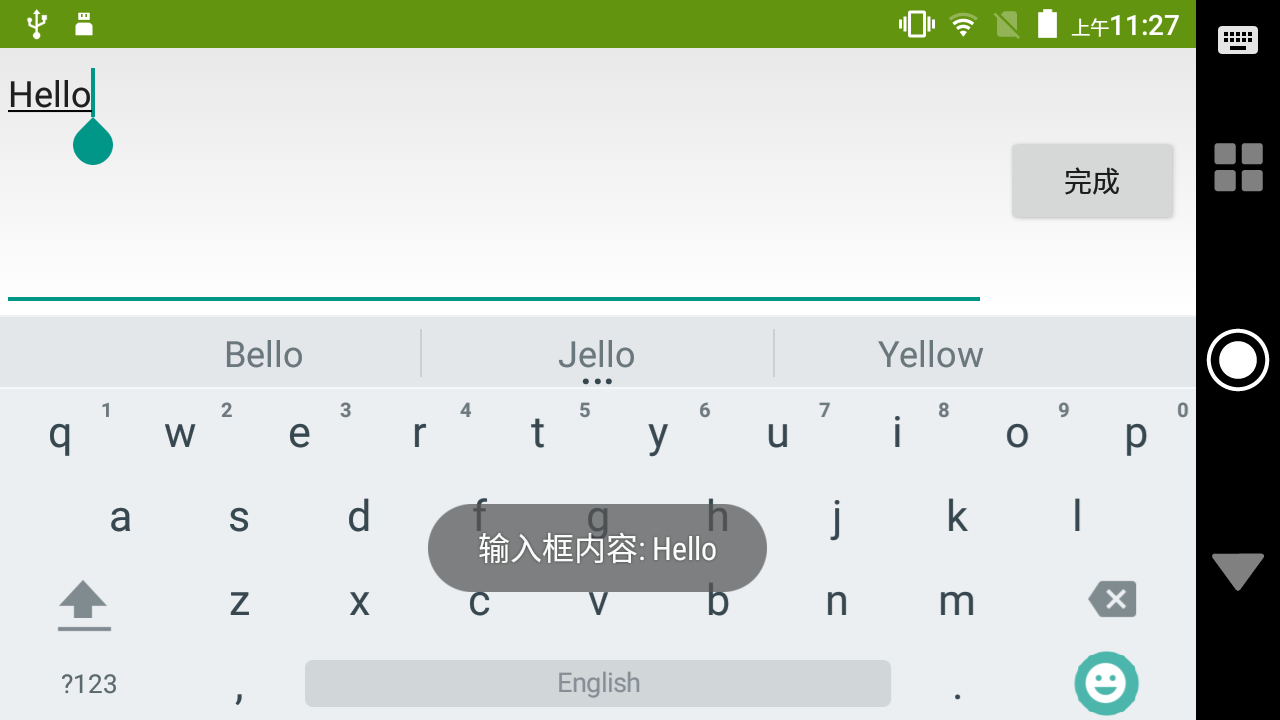 上午11:27
Hello
完成
Bello
Jello
Yellow
q 1 w 2 e 3 r 4 t 5 y 6 u 7 i 8 o 9 p 0
a s d f g h j k l
输入框内容: Hello
z x c v b n m
?123 , English .